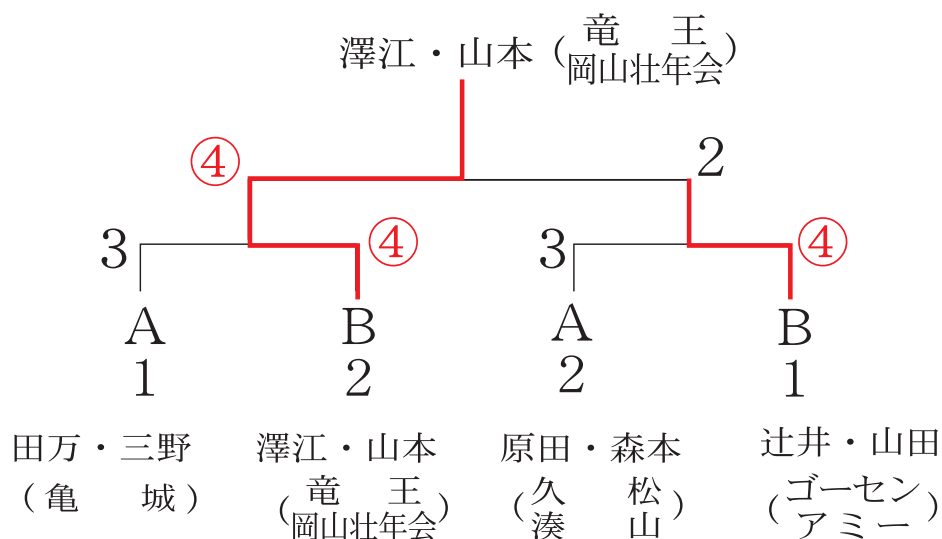 澤江・山本(竜王
岡山壮年会)
④
2
3
④
3
④
A
B
A
B
1
2
2
1
田万・三野
(亀城)
澤江・山本
(竜王
岡山壮年会)
原田・森本
(久松
湊山)
辻井・山田
(ゴーセン
アミー)